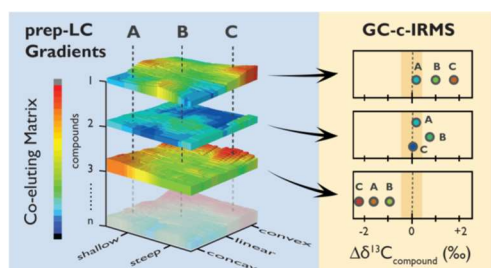 prep-LC
Gradients
A B C
Co-eluting Matrix
compounds
1
2
3
n
shallow
steep
concav
linear
convex
GC-c-IRMS
A B C
A
B
C
C A B
-2 0 +2
Δδ¹³Ccompound (‰)